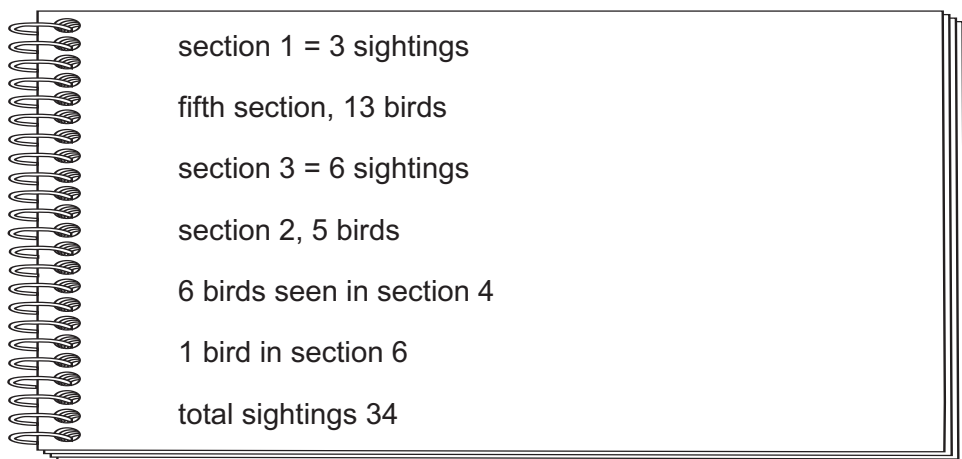 section 1 = 3 sightings
fifth section, 13 birds
section 3 = 6 sightings
section 2, 5 birds
6 birds seen in section 4
1 bird in section 6
total sightings 34